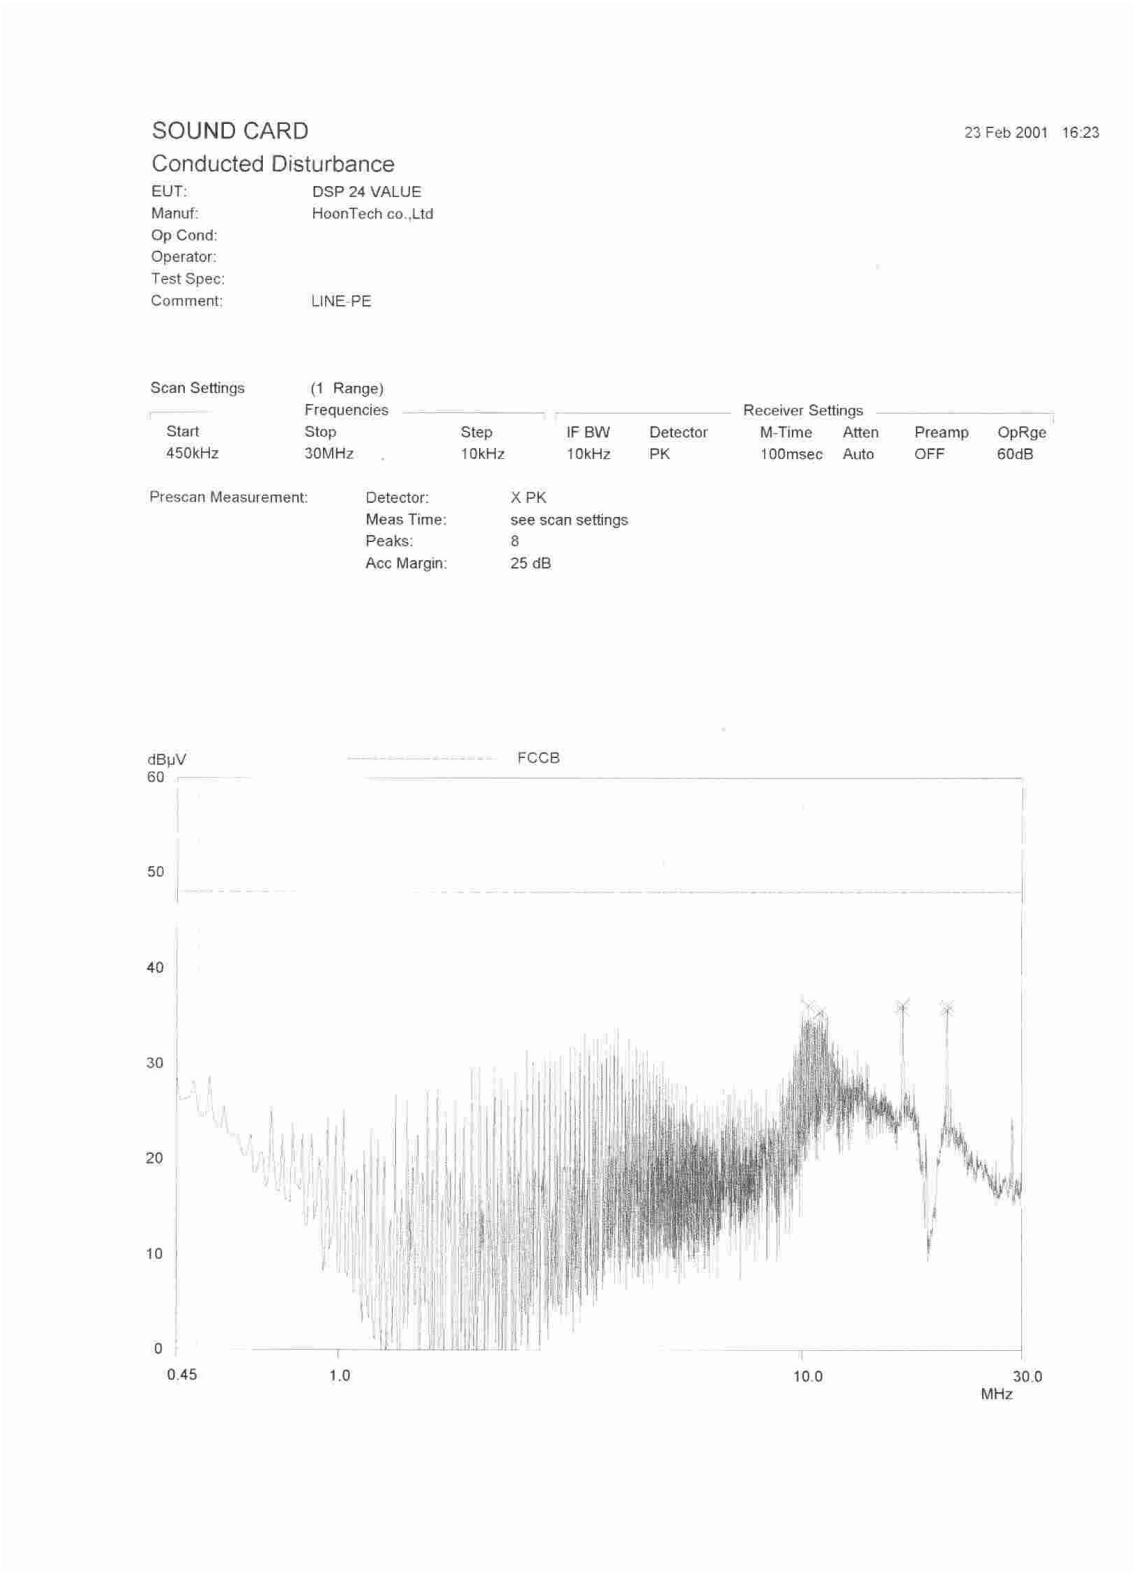 SOUND CARD 23 Feb 2001 16:23
Conducted Disturbance
EUT: DSP 24 VALUE
Manuf: HoonTech co.,Ltd
Op Cond:
Operator:
Test Spec:
Comment: LINE-PE
Scan Settings (1 Range)
Frequencies Receiver Settings
Start Stop Step IF BW Detector M-Time Atten Preamp OpRge
450kHz 30MHz 10kHz 10kHz PK 100msec Auto OFF 60dB
Prescan Measurement: Detector: X PK
Meas Time: see scan settings
Peaks: 8
Acc Margin: 25 dB
dBµV FCCB
60
50
40
30
20
10
0
0.45 1.0 10.0 30.0
MHz